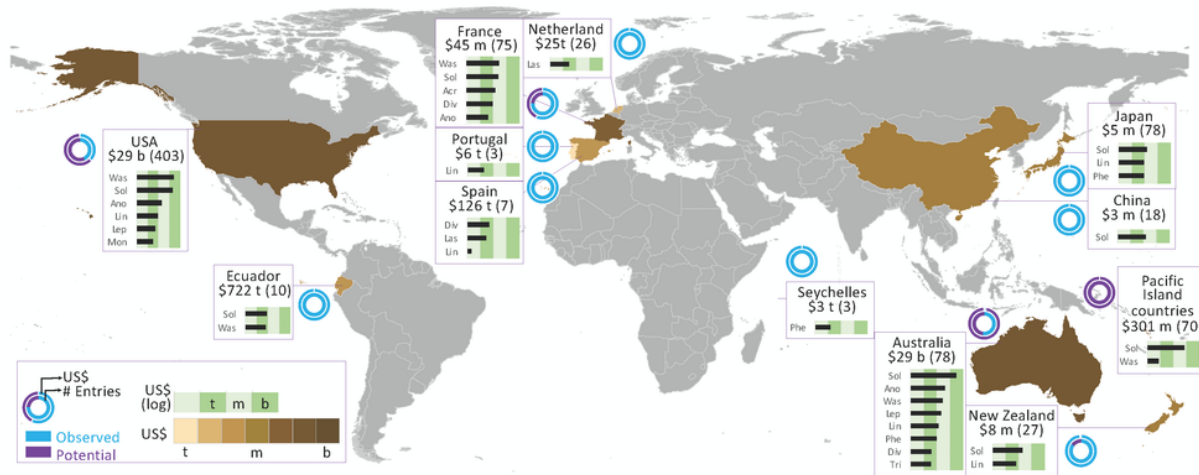 Netherland
$25t (26)
Las
France
$45 m (75)
Was
Sol
Acr
Div
Ano
USA
$29 b (403)
Was
Sol
Ano
Lin
Lep
Mon
Portugal
$6 t (3)
Lin
Spain
$126 t (7)
Div
Las
Lin
Japan
$5 m (78)
Sol
Lin
Phe
China
$3 m (18)
Sol
Ecuador
$722 t (10)
Sol
Was
Seychelles
$3 t (3)
Phe
Pacific
Island
countries
$301 m (70
Sol
Was
Australia
$29 b (78)
Sol
Ano
Was
Lep
Lin
Phe
Div
Tri
New Zealand
$8 m (27)
Sol
Lin
US$
# Entries
Observed
Potential
US$
(log)
t m b
US$
t m b